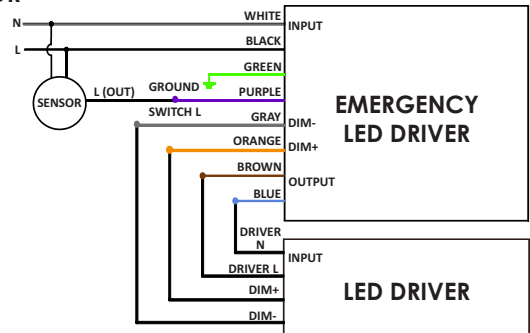 OR
WHITE
N
INPUT
BLACK
L
GREEN
L (OUT)
GROUND
PURPLE
SENSOR
SWITCH L
GRAY
DIM-
EMERGENCY
LED DRIVER
ORANGE
DIM+
BROWN
OUTPUT
BLUE
DRIVER
N
INPUT
DRIVER L
LED DRIVER
DIM+
DIM-